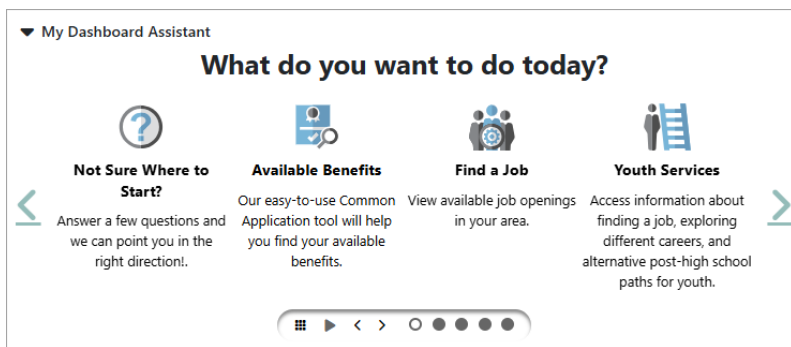 My Dashboard Assistant
What do you want to do today?
Not Sure Where to
Start?
Answer a few questions and
we can point you in the
right direction!.
Available Benefits
Our easy-to-use Common
Application tool will help
you find your available
benefits.
Find a Job
View available job openings
in your area.
Youth Services
Access information about
finding a job, exploring
different careers, and
alternative post-high school
paths for youth.